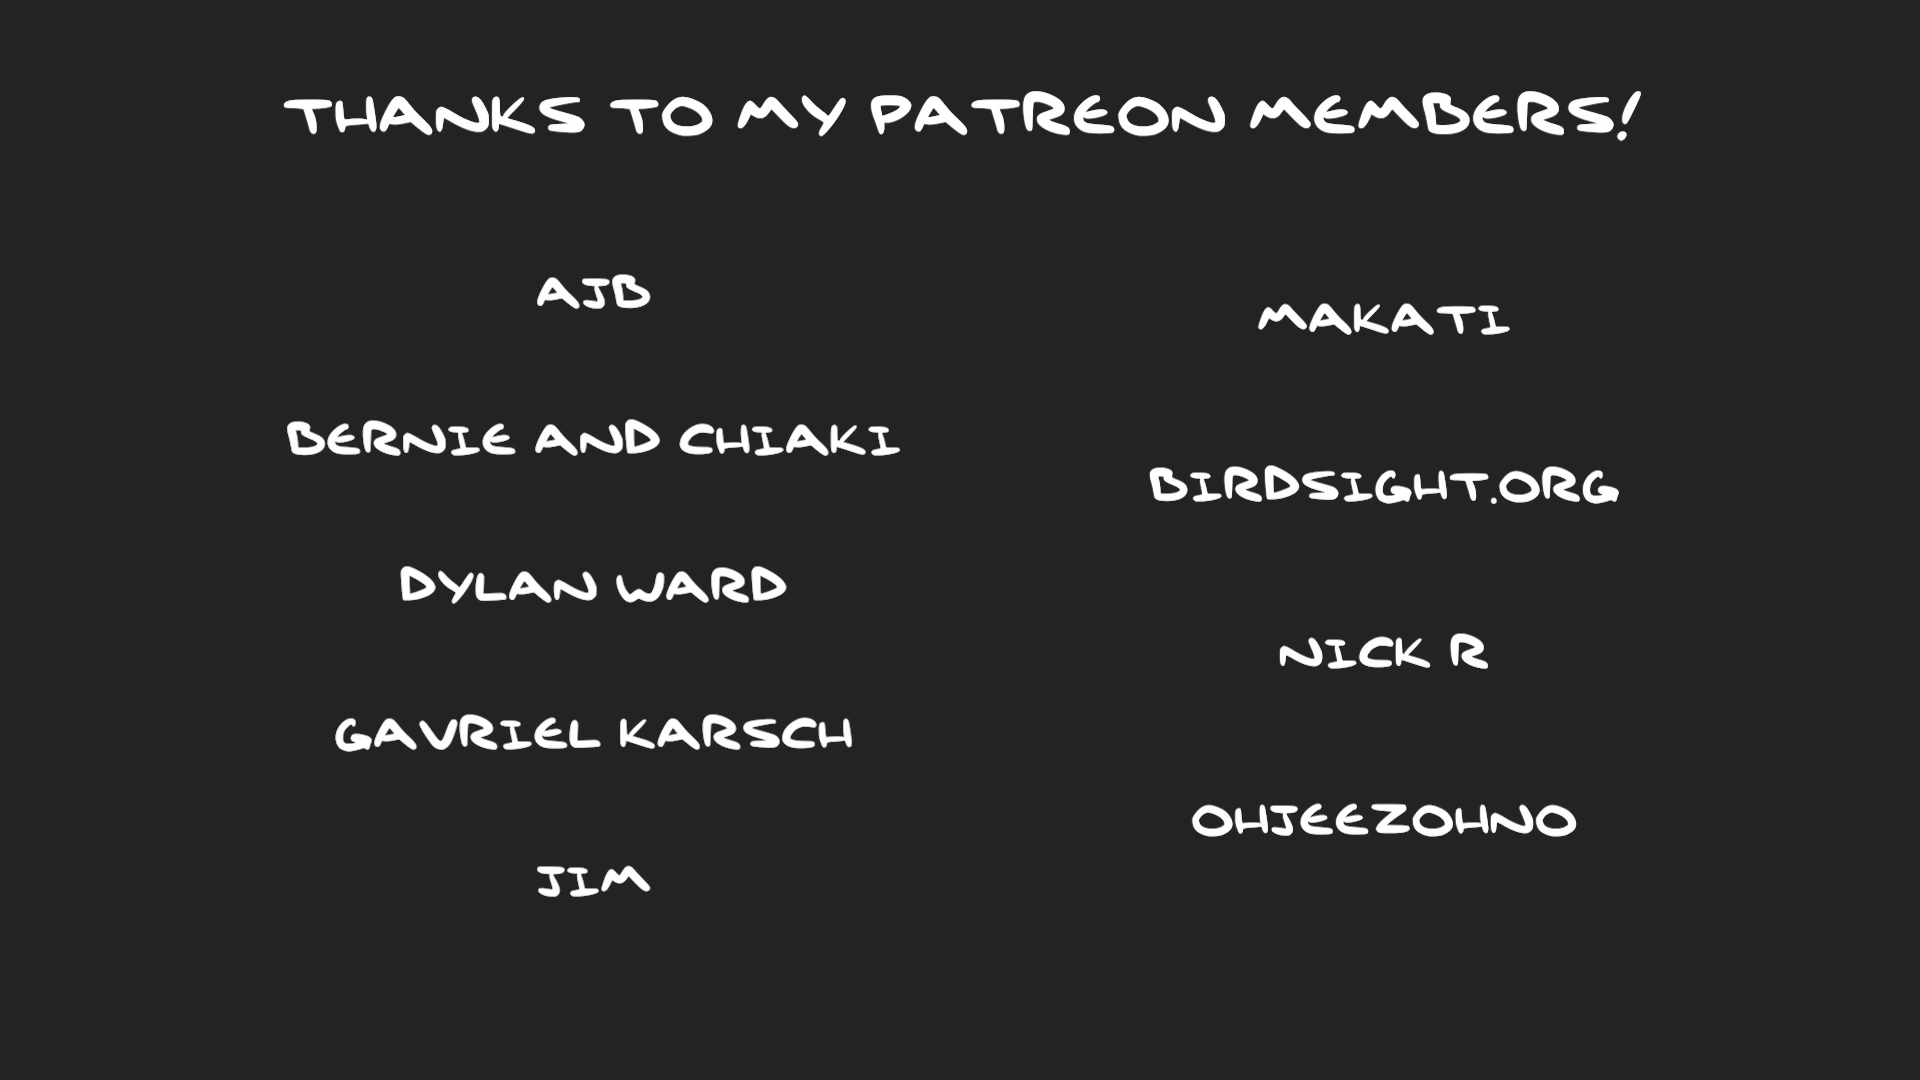 THANKS TO MY PATREON MEMBERS!
AJB
BERNIE AND CHIAKI
DYLAN WARD
GAVRIEL KARSCH
JIM
MAKATI
BIRDSIGHT.ORG
NICK R
OHJEEZOHNO